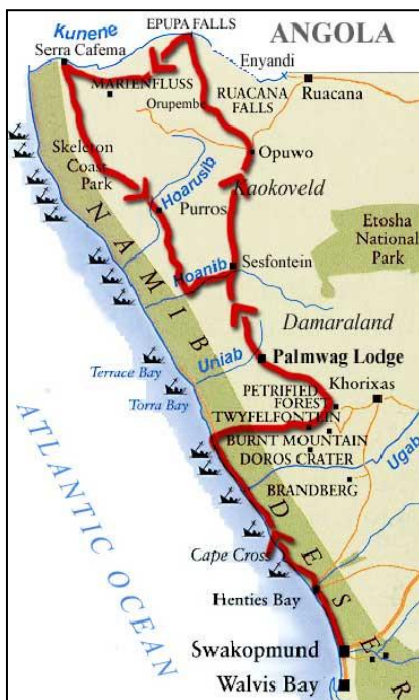 EPUPA FALLS
ANGOLA
Kunene
Serra Cafema
Enyandi
MARIENFLUSS
Orupembe
RUACANA
FALLS
Ruacana
Opuwo
Skeleton
Coast
Park
Hoarusib
Kaokoveld
Purros
Etosha
National
Park
Hoanib
Sesfontein
NAMIB
Damaraland
Uniab
Palmwag Lodge
Terrace Bay
Torra Bay
PETRIFIED
FOREST
Khorixas
TWYFELFONTEIN
BURNT MOUNTAIN
DOROS CRATER
Ugab
BRANDBERG
ATLANTIC OCEAN
DESER
Cape Cross
Henties Bay
Swakopmund
Walvis Bay